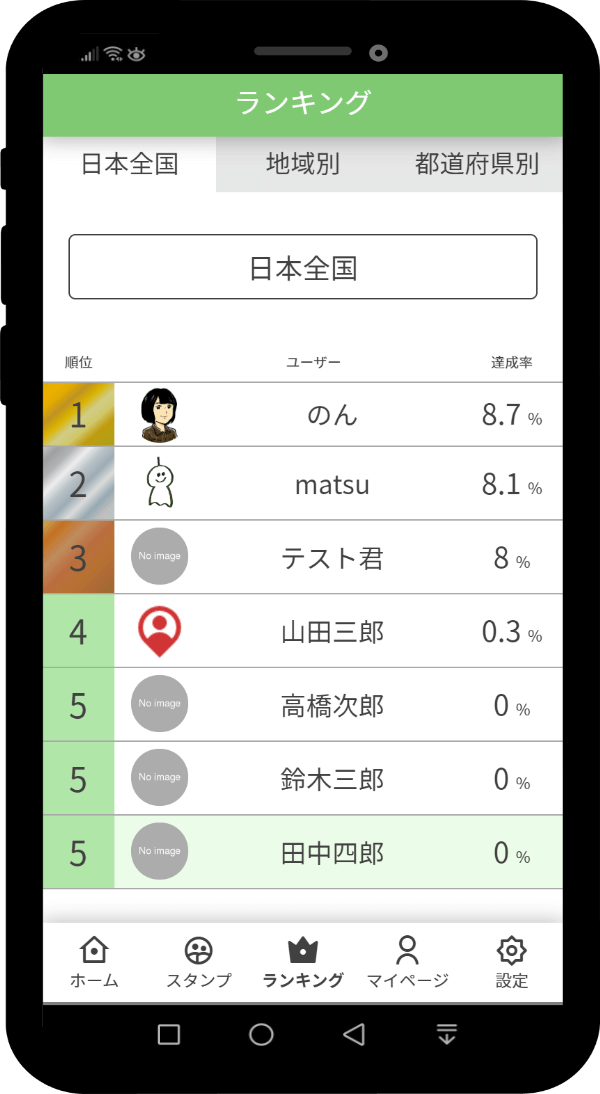 ランキング
日本全国 地域別 都道府県別
日本全国
順位 ユーザー 達成率
1 のん 8.7 %
2 matsu 8.1 %
3 No image テスト君 8 %
4 山田三郎 0.3 %
5 No image 高橋次郎 0 %
5 No image 鈴木三郎 0 %
5 No image 田中四郎 0 %
ホーム スタンプ ランキング マイページ 設定